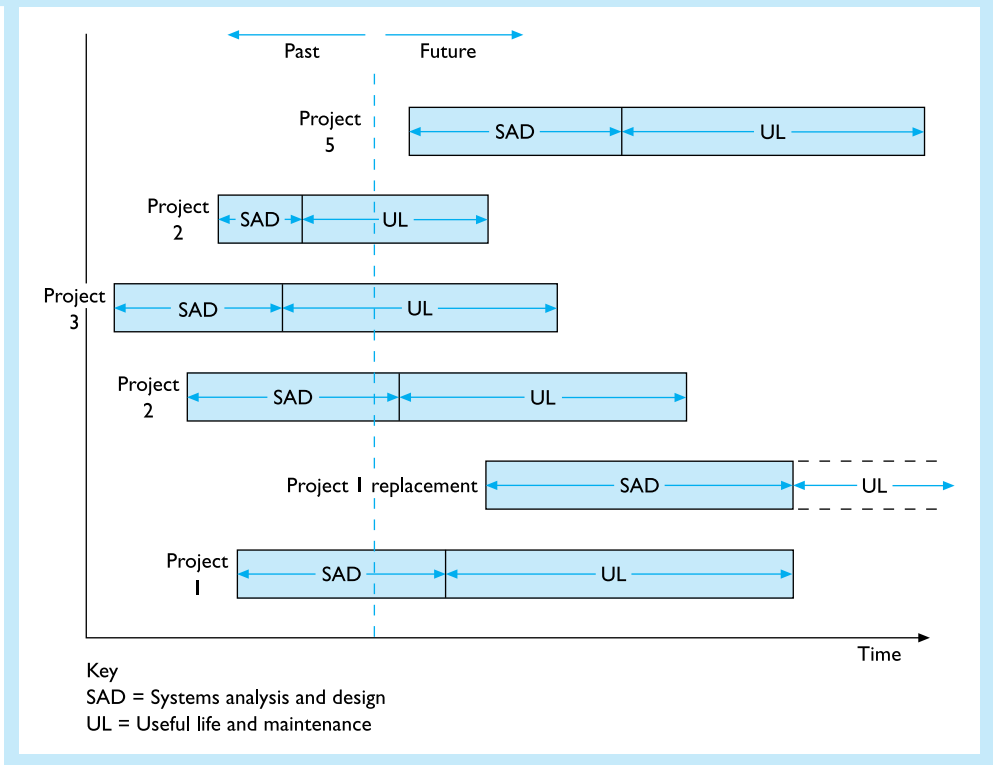 Past Future
Project
5
SAD UL
Project
2
SAD UL
Project
3
SAD UL
Project
2
SAD UL
Project 1 replacement SAD UL
Project
1
SAD UL
Time
Key
SAD = Systems analysis and design
UL = Useful life and maintenance